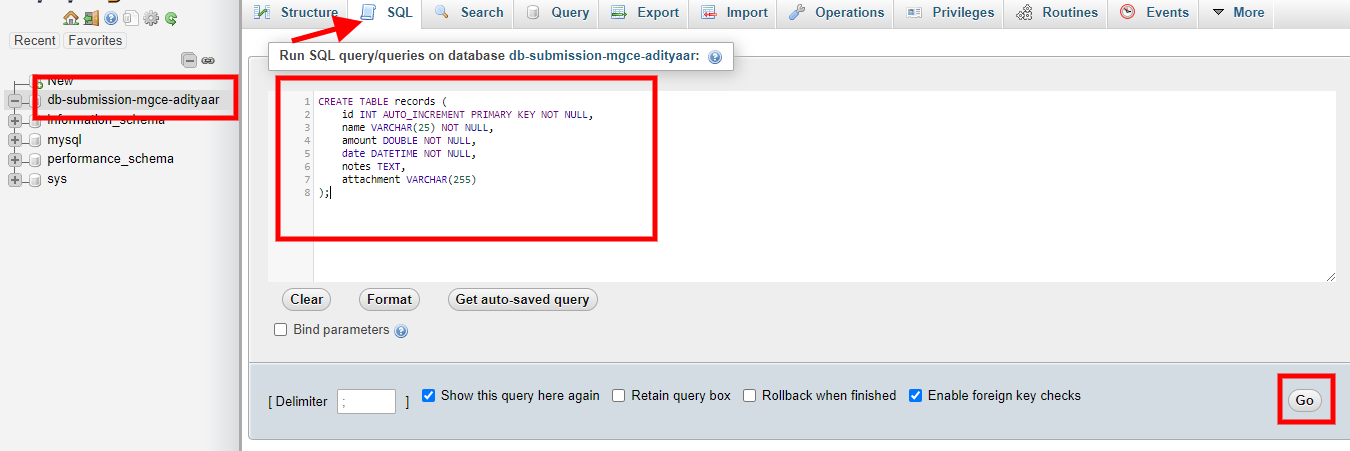 Recent Favorites
New
db-submission-mgce-adityaar
information_schema
mysql
performance_schema
sys
Structure SQL Search Query Export Import Operations Privileges Routines Events More
Run SQL query/queries on database db-submission-mgce-adityaar:
1 CREATE TABLE records (
2 id INT AUTO_INCREMENT PRIMARY KEY NOT NULL,
3 name VARCHAR(25) NOT NULL,
4 amount DOUBLE NOT NULL,
5 date DATETIME NOT NULL,
6 notes TEXT,
7 attachment VARCHAR(255)
8 );
Clear Format Get auto-saved query
Bind parameters
[ Delimiter ; ] Show this query here again Retain query box Rollback when finished Enable foreign key checks
Go